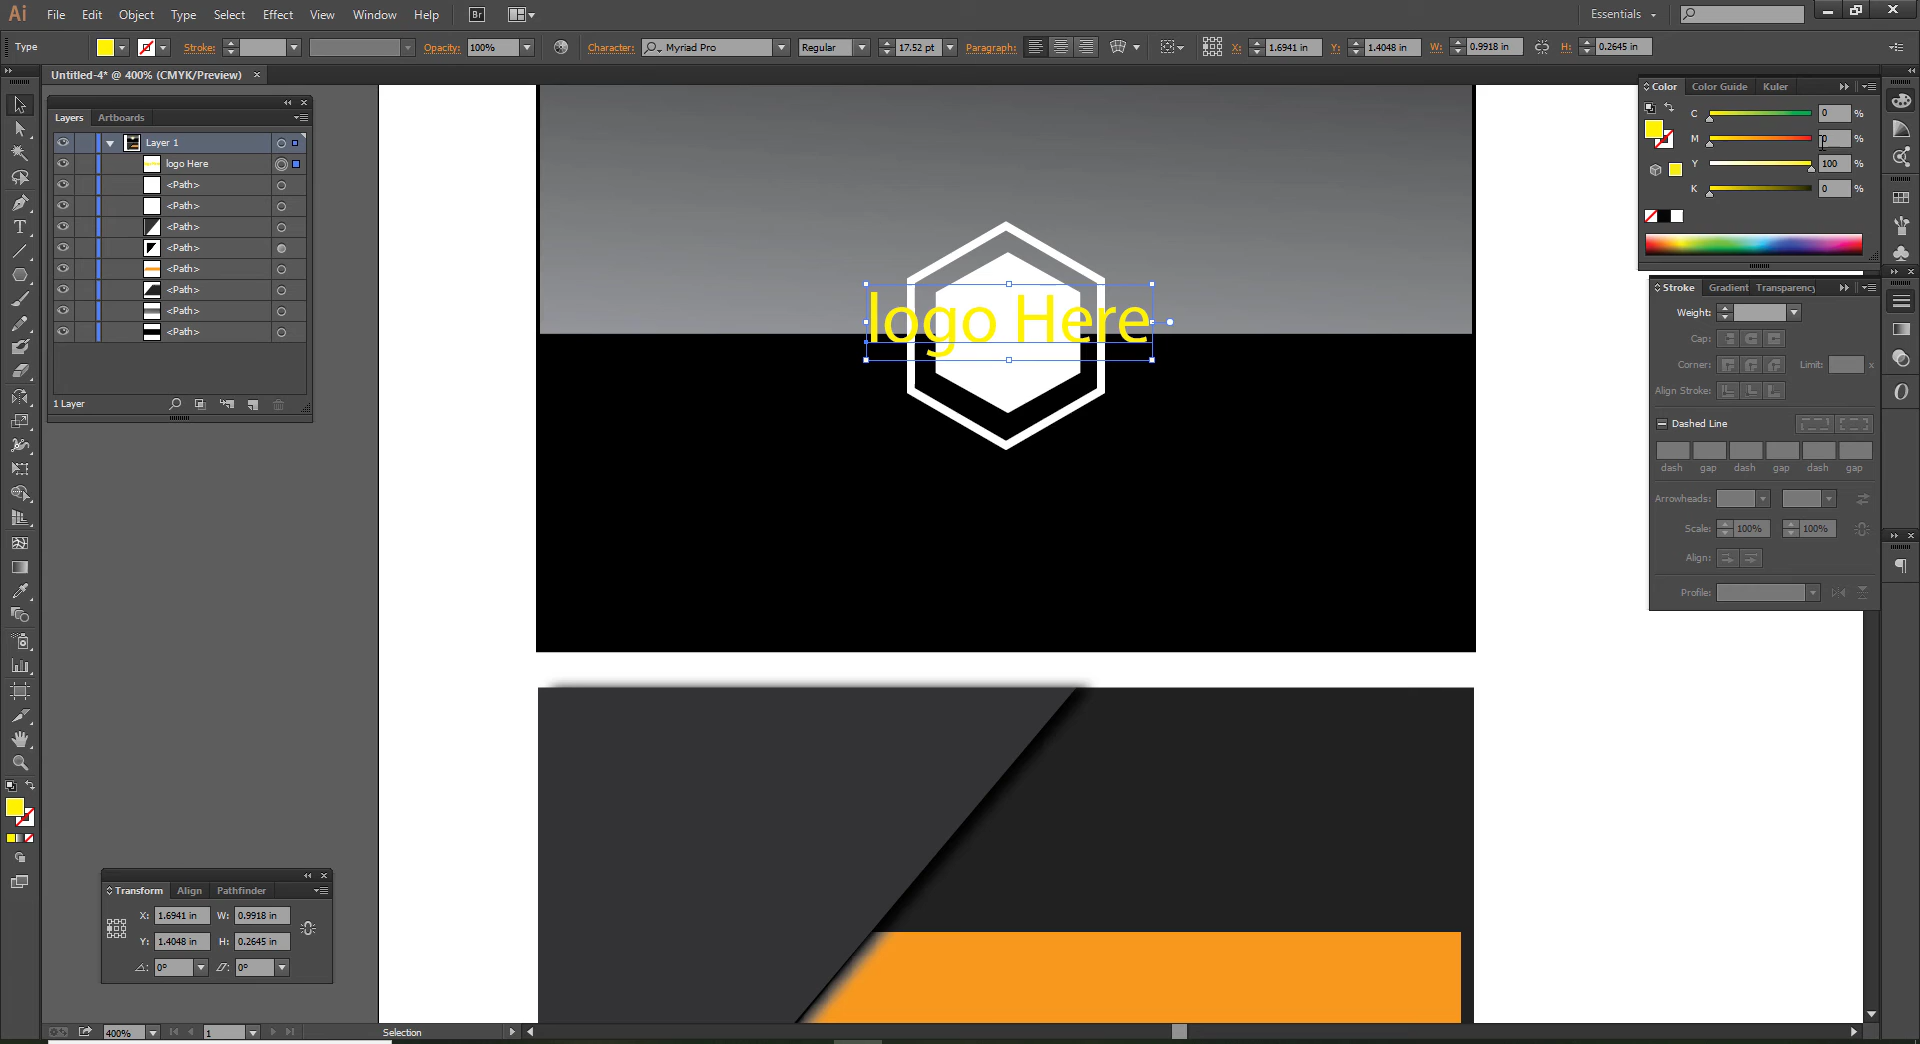 Ai File Edit Object Type Select Effect View Window Help Br Essentials
Type Stroke: Opacity: 100% Character: Myriad Pro Regular 17.52 pt Paragraph: X: 1.6941 in Y: 1.4048 in W: 0.9918 in H: 0.2645 in
Untitled-4* @ 400% (CMYK/Preview)
Layers Artboards
Layer 1
logo Here
<Path>
<Path>
<Path>
<Path>
<Path>
<Path>
<Path>
<Path>
1 Layer
logo Here
Color Color Guide Kuler
C 0 %
M 0 %
Y 100 %
K 0 %
Stroke Gradient Transparency
Weight:
Cap:
Corner: Limit: x
Align Stroke:
Dashed Line
dash gap dash gap dash gap
Arrowheads:
Scale: 100% 100%
Align:
Profile:
Transform Align Pathfinder
X: 1.6941 in W: 0.9918 in
Y: 1.4048 in H: 0.2645 in
0° 0°
400% 1 Selection